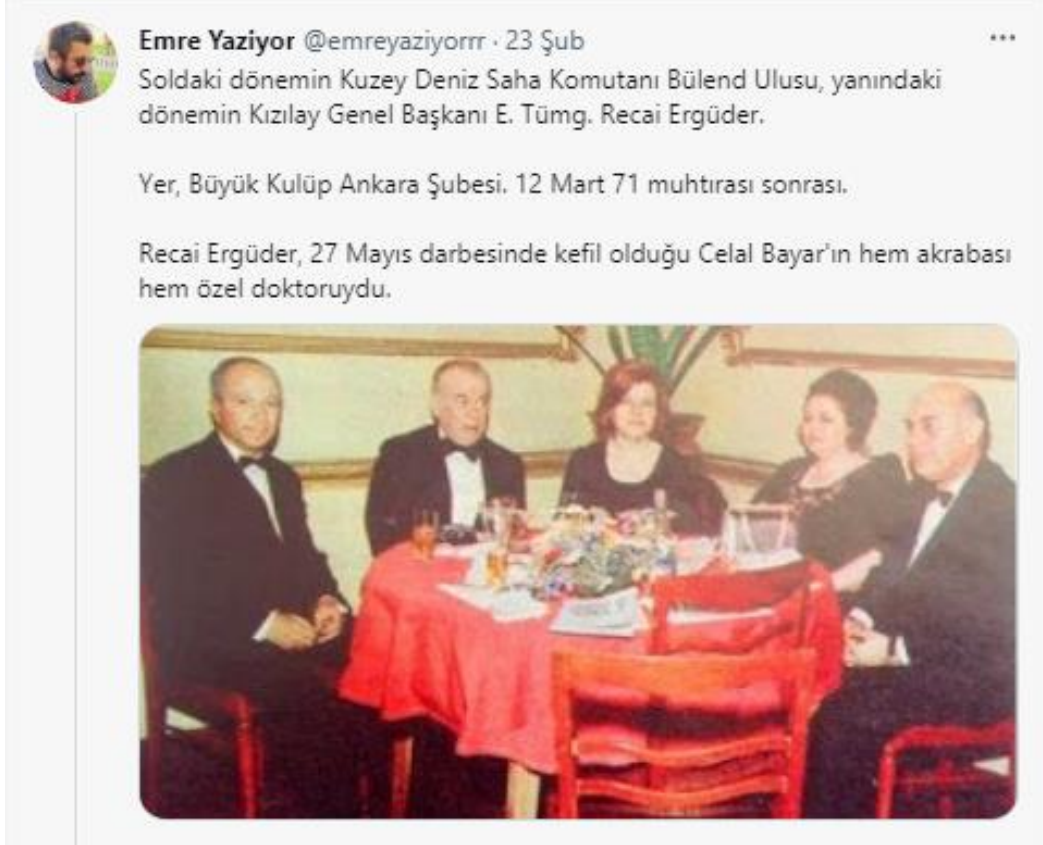 Emre Yaziyor @emreyaziyorrr · 23 Şub
Soldaki dönemin Kuzey Deniz Saha Komutanı Bülend Ulusu, yanındaki
dönemin Kızılay Genel Başkanı E. Tümg. Recai Ergüder.
Yer, Büyük Kulüp Ankara Şubesi. 12 Mart 71 muhtırası sonrası.
Recai Ergüder, 27 Mayıs darbesinde kefil olduğu Celal Bayar'ın hem akrabası
hem özel doktoruydu.